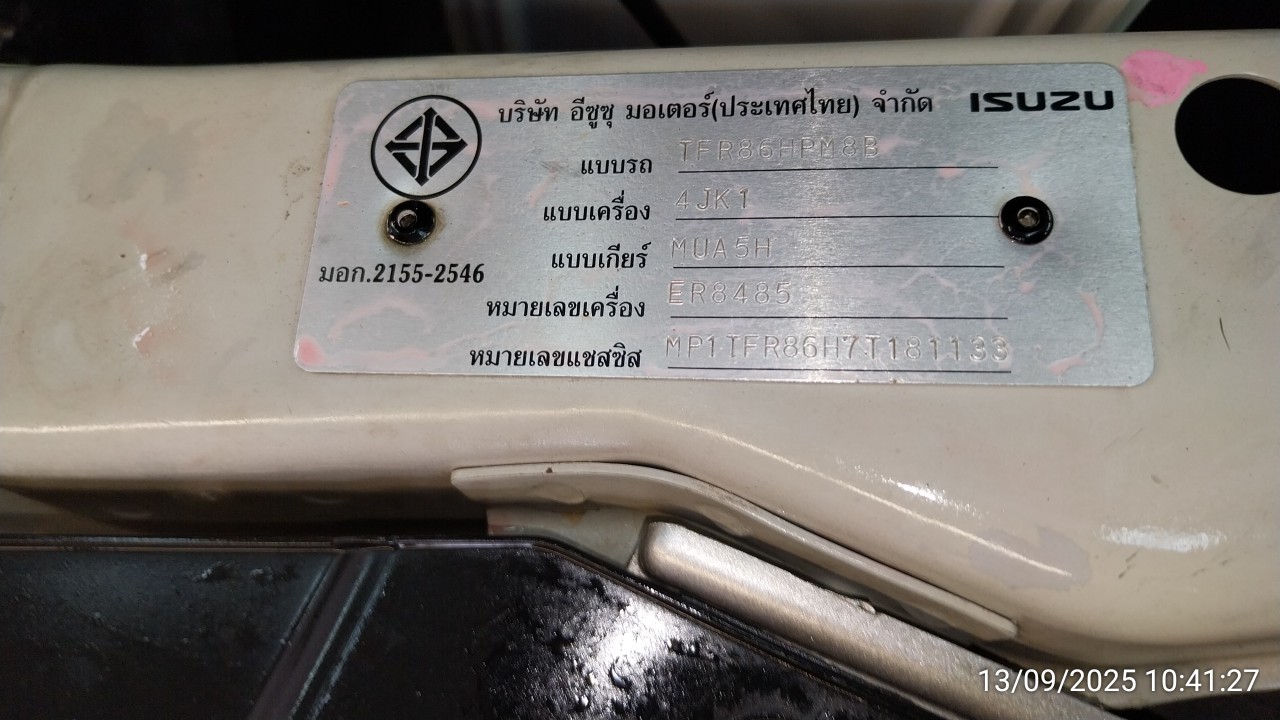 บริษัท อีซูซุ มอเตอร์(ประเทศไทย) จำกัด ISUZU
แบบรถ TFR86HPM8B
แบบเครื่อง 4JK1
แบบเกียร์ MUA5H
มอก.2155-2546
หมายเลขเครื่อง ER8485
หมายเลขแชสซิส MP1TFR86H7T181133
13/09/2025 10:41:27